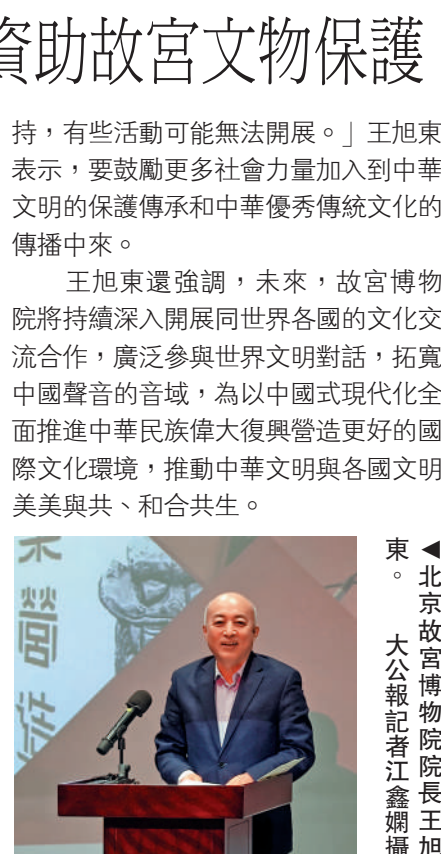 資助故宮文物保護
持，有些活動可能無法開展。」王旭東
表示，要鼓勵更多社會力量加入到中華
文明的保護傳承和中華優秀傳統文化的
傳播中來。
王旭東還強調，未來，故宮博物
院將持續深入開展同世界各國的文化交
流合作，廣泛參與世界文明對話，拓寬
中國聲音的音域，為以中國式現代化全
面推進中華民族偉大復興營造更好的國
際文化環境，推動中華文明與各國文明
美美與共、和合共生。
◀北京故宮博物院院長王旭
東。　大公報記者江鑫嫻攝